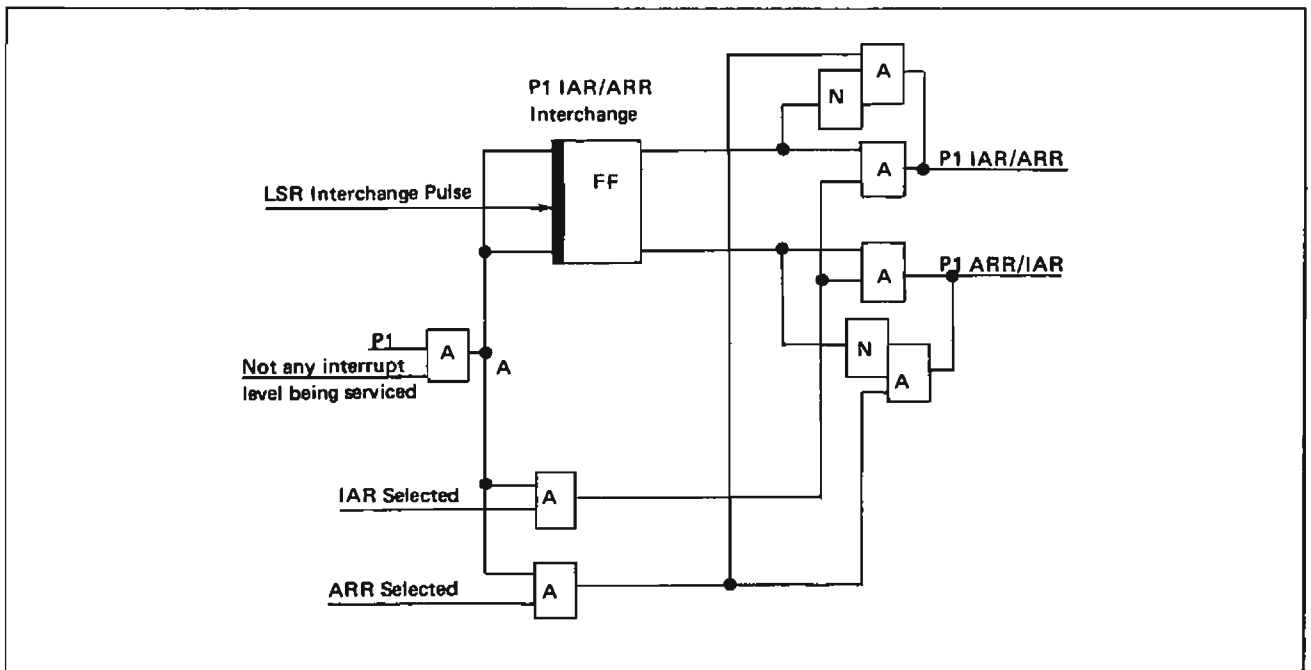 A
P1 IAR/ARR
Interchange
N
FF
A
P1 IAR/ARR
LSR Interchange Pulse
A
P1 ARR/IAR
P1
A
A
N
Not any interrupt
level being serviced
A
IAR Selected
A
ARR Selected
A